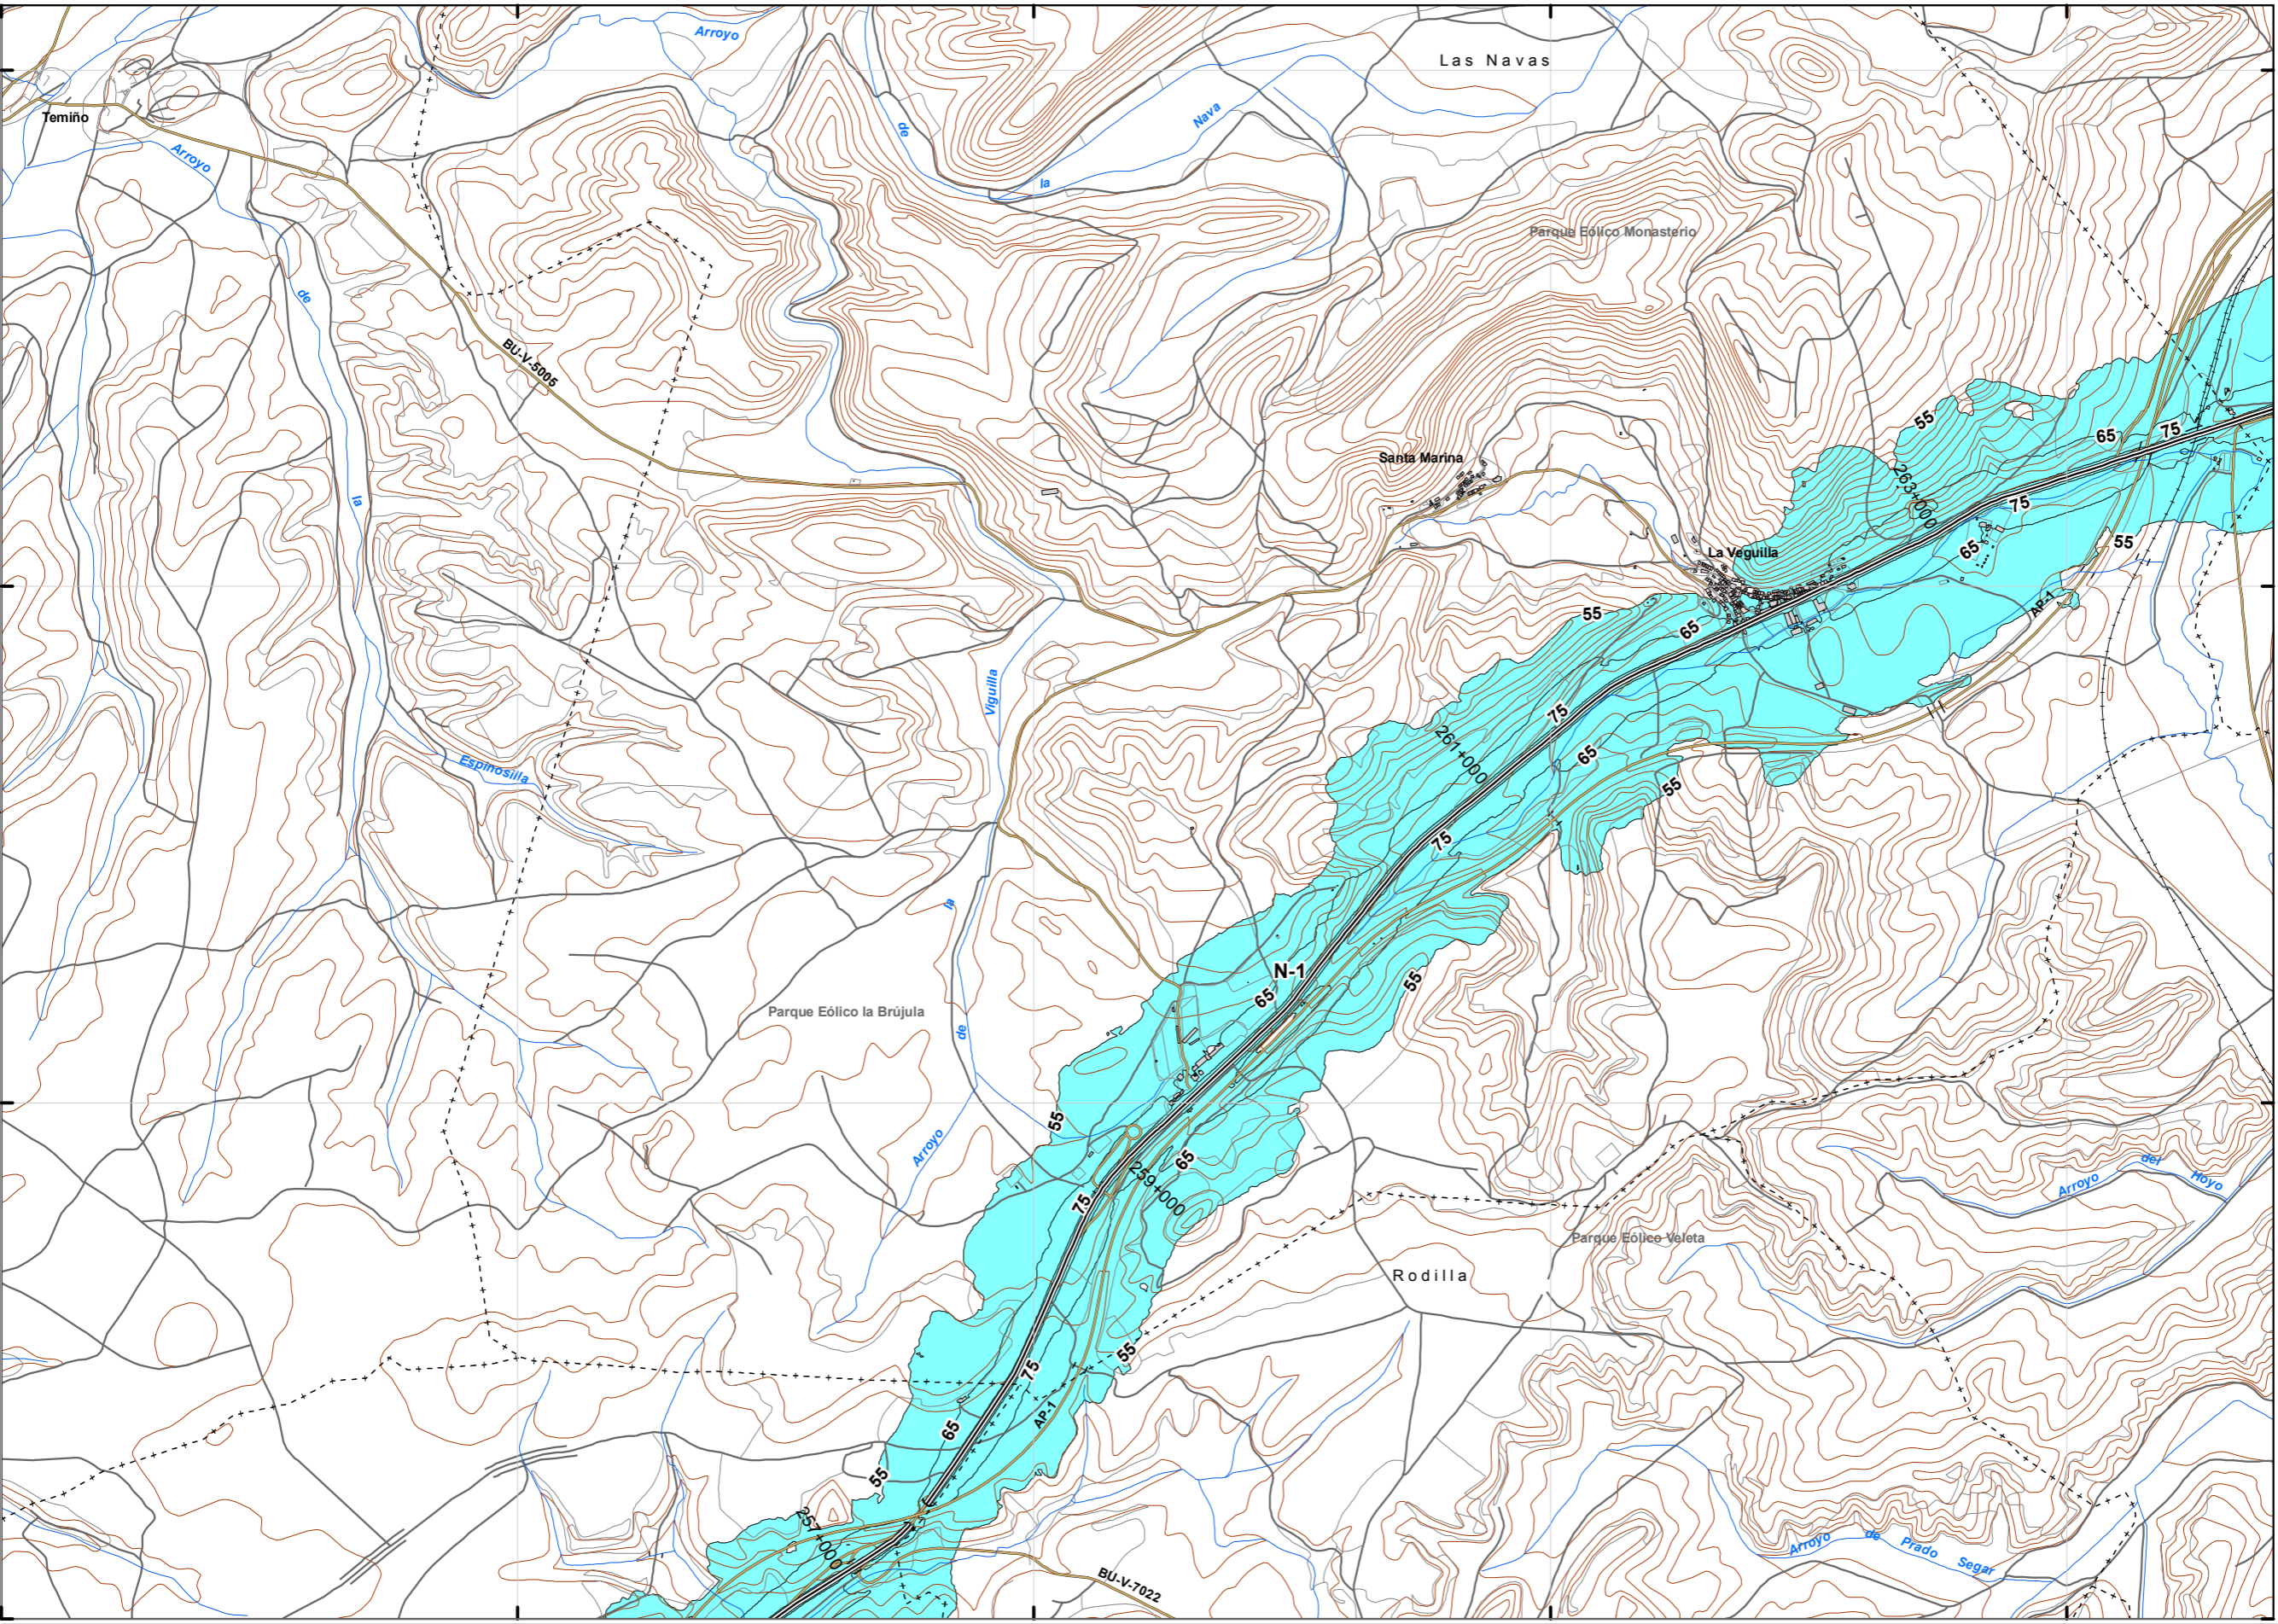 Arroyo
Las Navas
Temiño
de
Nava
Arroyo
la
Parque Eólico Monasterio
de
BU-V-5005
55
65
75
Santa Marina
263+000
75
la
La Veguilla
65
55
55
65
AP-1
Viguilla
75
261+000
65
Espinosilla
55
75
la
N-1
55
65
Parque Eólico la Brújula
de
55
Arroyo
65
del
Hoyo
Arroyo
259+000
75
Parque Eólico Veleta
Rodilla
55
75
AP-1
65
55
257+000
Arroyo
de
Prado
Segar
BU-V-7022